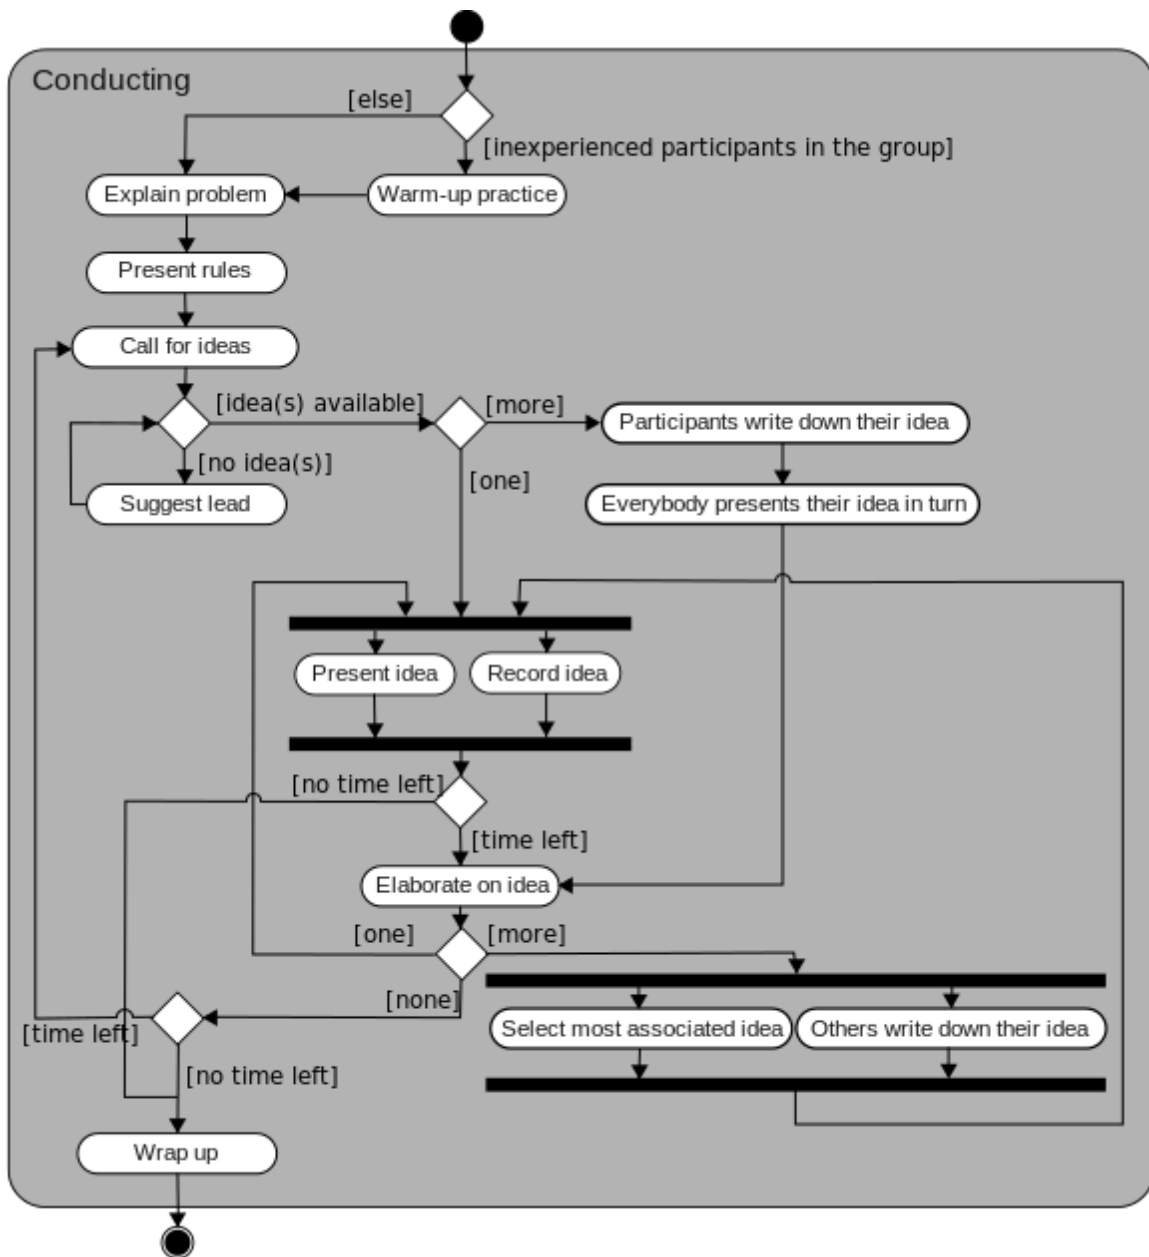 Conducting
[else]
[inexperienced participants in the group]
Explain problem
Warm-up practice
Present rules
Call for ideas
[idea(s) available]
[more]
Participants write down their idea
[no idea(s)]
[one]
Suggest lead
Everybody presents their idea in turn
Present idea
Record idea
[no time left]
[time left]
Elaborate on idea
[one]
[more]
[none]
[time left]
Select most associated idea
Others write down their idea
[no time left]
Wrap up